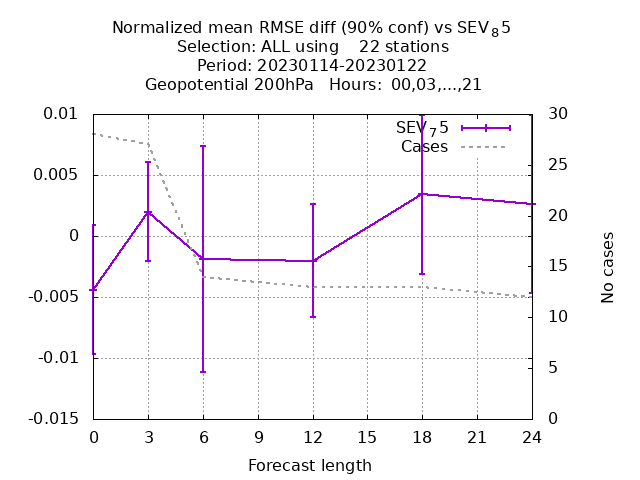 Normalized mean RMSE diff (90% conf) vs SEV₈5
Selection: ALL using    22 stations
Period: 20230114-20230122
Geopotential 200hPa   Hours:  00,03,...,21
0.01
0.005
0
-0.005
-0.01
-0.015
30
25
20
15
10
5
0
SEV₇5
Cases
No cases
0 3 6 9 12 15 18 21 24
Forecast length